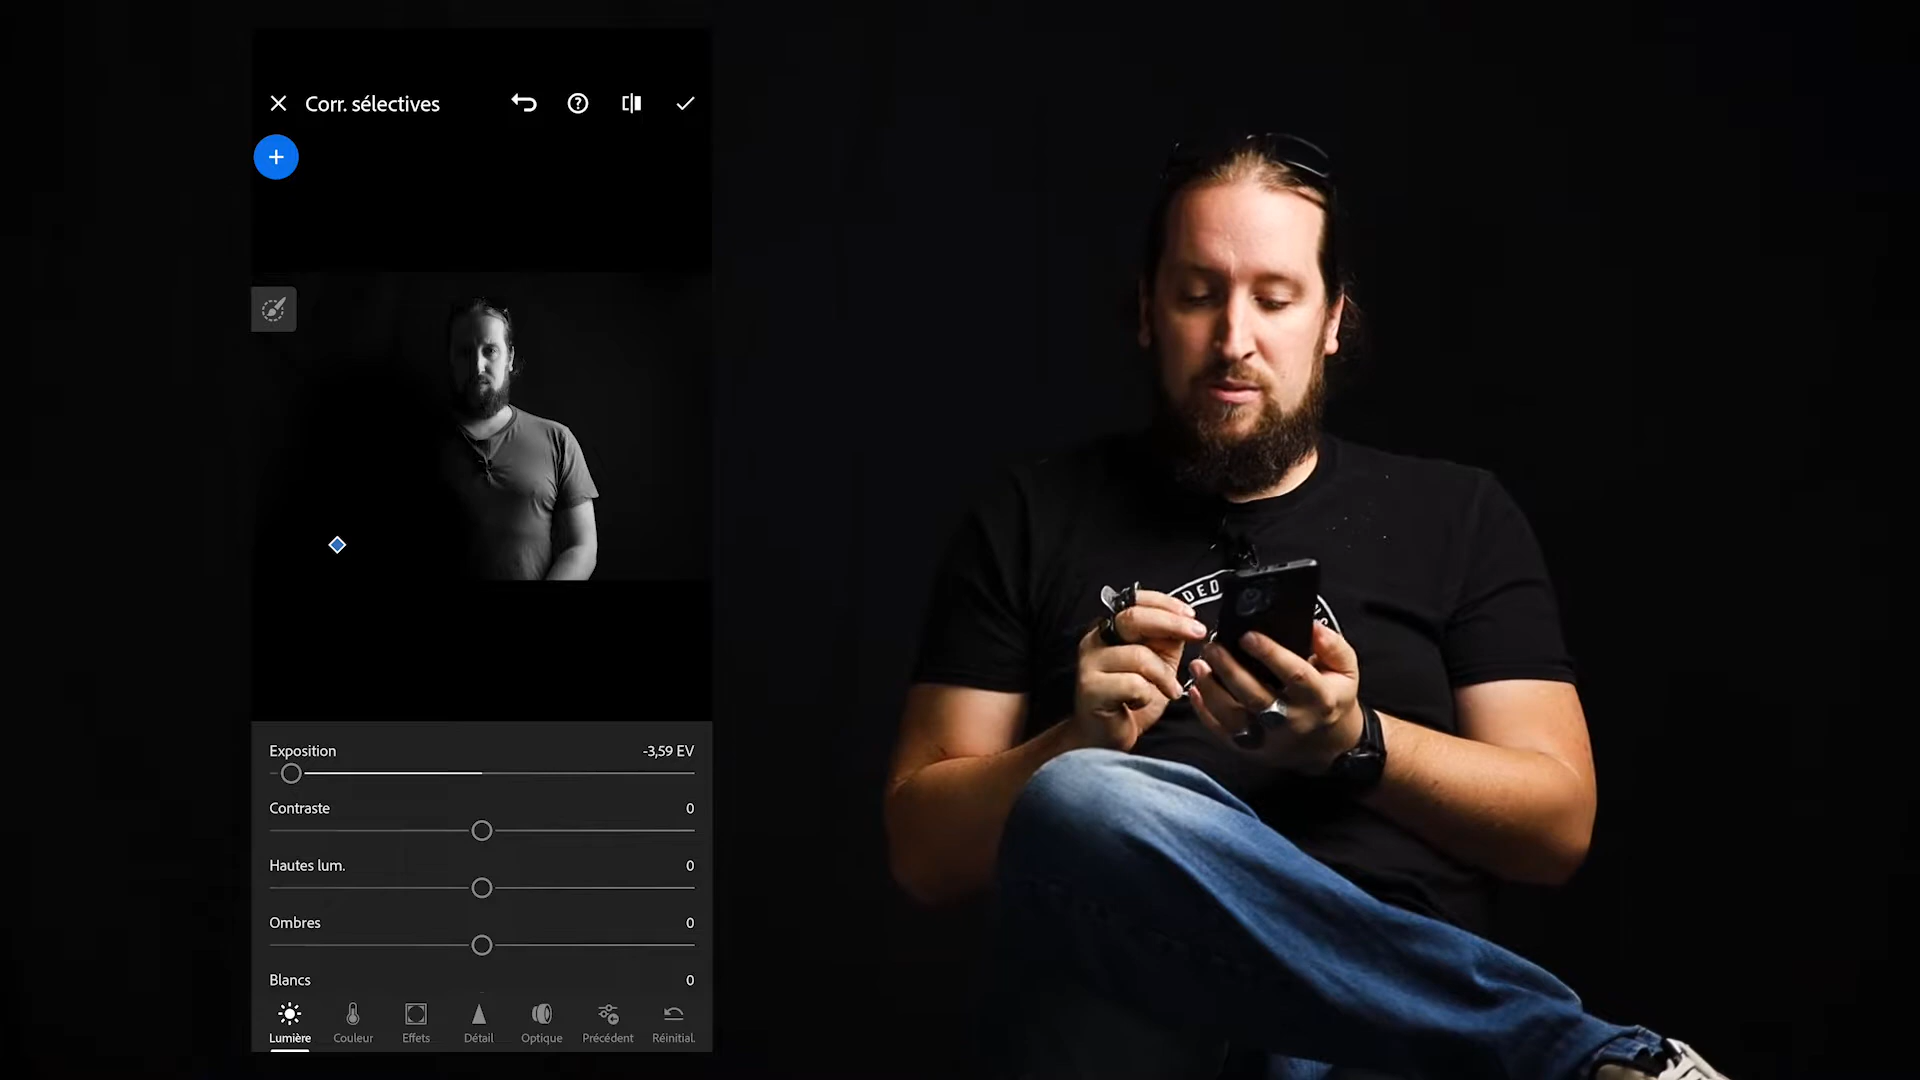 Corr. sélectives
Exposition -3,59 EV
Contraste 0
Hautes lum. 0
Ombres 0
Blancs 0
Lumière Couleur Effets Détail Optique Précédent Réinitial.
DED